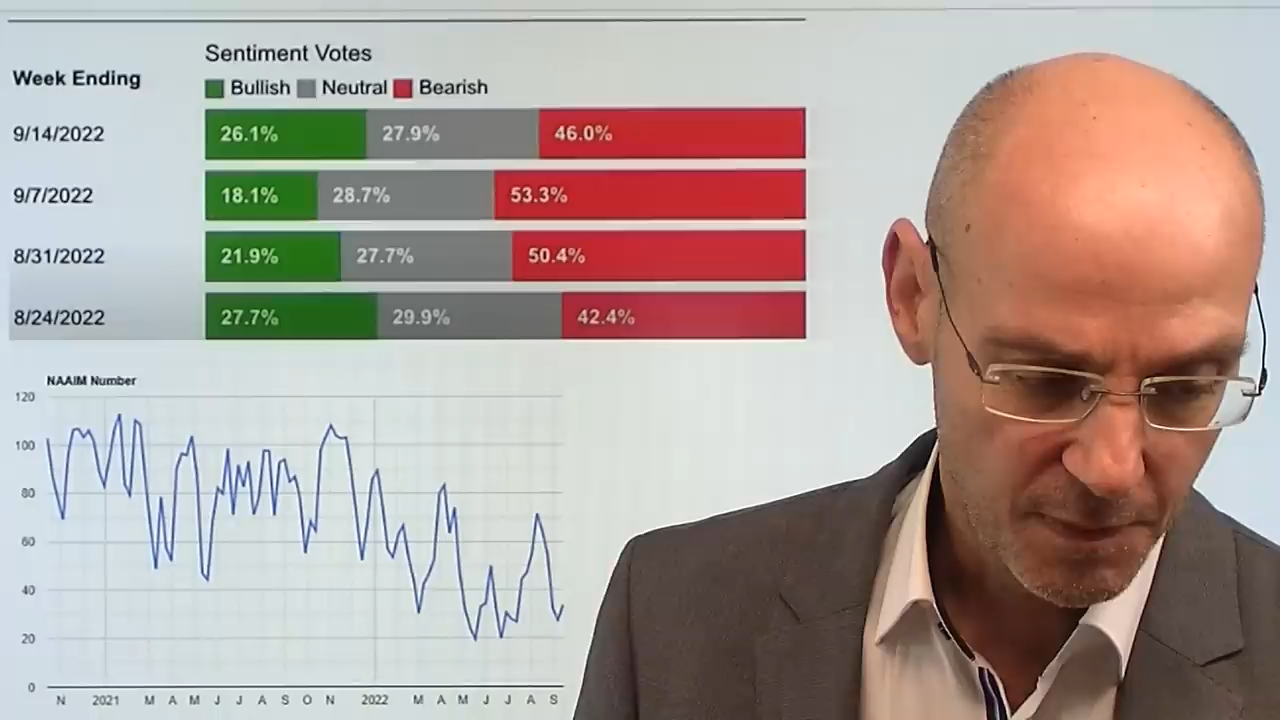 Sentiment Votes
Week Ending
Bullish Neutral Bearish
9/14/2022 26.1% 27.9% 46.0%
9/7/2022 18.1% 28.7% 53.3%
8/31/2022 21.9% 27.7% 50.4%
8/24/2022 27.7% 29.9% 42.4%
NAAIM Number
120
100
80
60
40
20
0
N 2021 M A M J J A S O N 2022 M A M J J A S